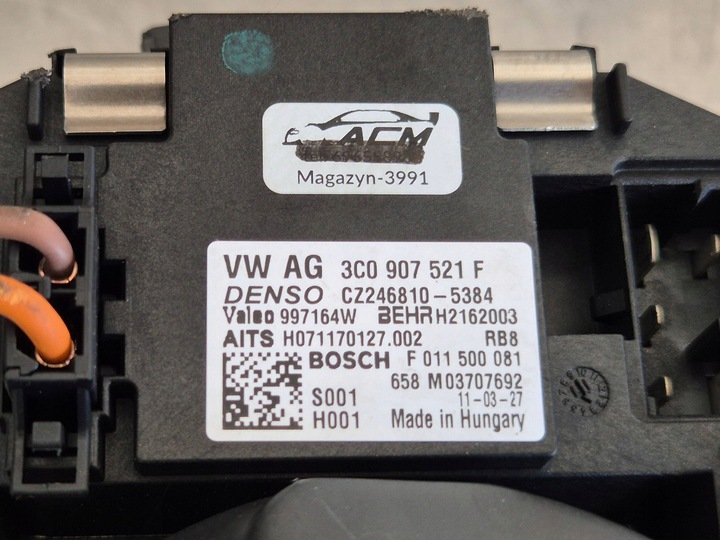 ACM
Magazyn-3991
VW AG 3C0 907 521 F
DENSO CZ246810-5384
Valeo 997164W BEHR H2162003
AITS H071170127.002 RB8
BOSCH F 011 500 081
658 M03707692
S001 11-03-27
H001 Made in Hungary